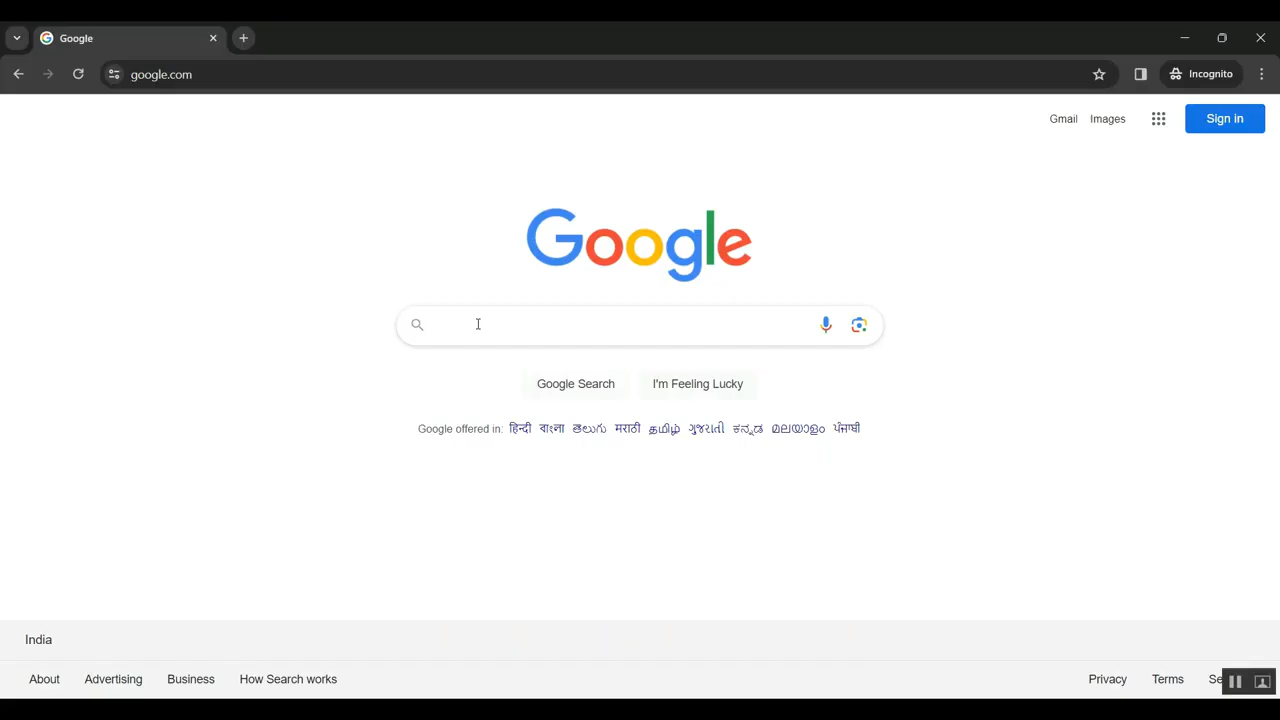 Google
google.com
Incognito
Gmail Images Sign in
Google
Google Search I'm Feeling Lucky
Google offered in: हिन्दी বাংলা తెలుగు मराठी தமிழ் ગુજરાતી ಕನ್ನಡ മലയാളം ਪੰਜਾਬੀ
India
About Advertising Business How Search works Privacy Terms Se